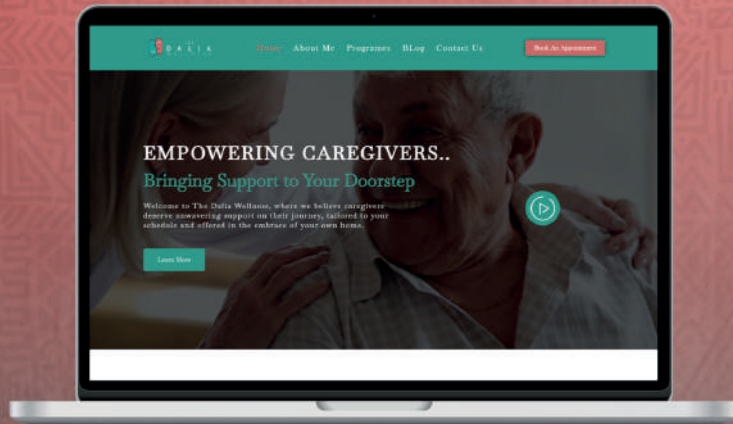 DALIA
Home About Me Programes BLog Contact Us
Book An Appointment
EMPOWERING CAREGIVERS..
Bringing Support to Your Doorstep
Welcome to The Dalia Wellness, where we believe caregivers
deserve unwavering support on their journey, tailored to your
schedule and offered in the embrace of your own home.
Learn More